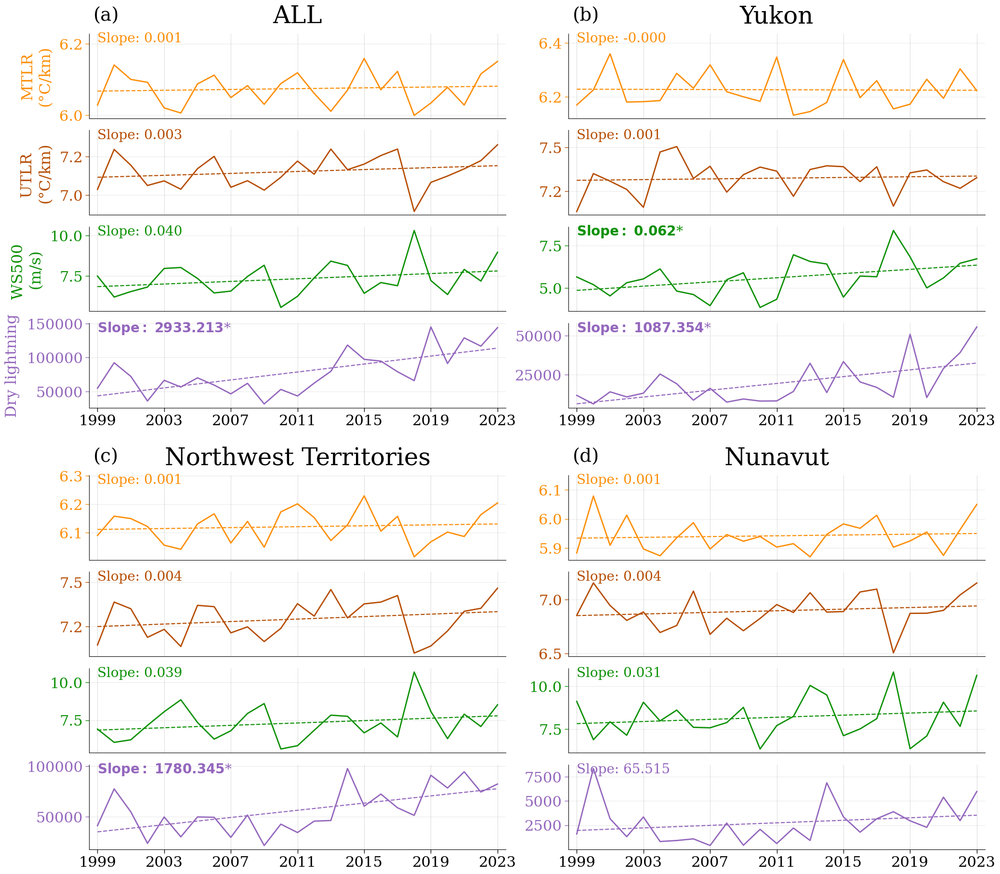 (a) ALL
MTLR
(°C/km)
6.2
6.0
Slope: 0.001
UTLR
(°C/km)
7.2
7.0
Slope: 0.003
WS500
(m/s)
10.0
7.5
Slope: 0.040
Dry lightning
150000
100000
50000
Slope: 2933.213*
1999 2003 2007 2011 2015 2019 2023
(b) Yukon
6.4
6.2
Slope: -0.000
7.5
7.2
Slope: 0.001
7.5
5.0
Slope: 0.062*
50000
25000
Slope: 1087.354*
1999 2003 2007 2011 2015 2019 2023
(c) Northwest Territories
6.3
6.2
6.1
Slope: 0.001
7.5
7.2
Slope: 0.004
10.0
7.5
Slope: 0.039
100000
50000
Slope: 1780.345*
1999 2003 2007 2011 2015 2019 2023
(d) Nunavut
6.1
6.0
5.9
Slope: 0.001
7.0
6.5
Slope: 0.004
10.0
7.5
Slope: 0.031
7500
5000
2500
Slope: 65.515
1999 2003 2007 2011 2015 2019 2023